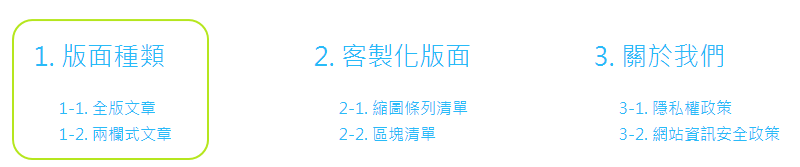 1. 版面種類
1-1. 全版文章
1-2. 兩欄式文章
2. 客製化版面
2-1. 縮圖條列清單
2-2. 區塊清單
3. 關於我們
3-1. 隱私權政策
3-2. 網站資訊安全政策